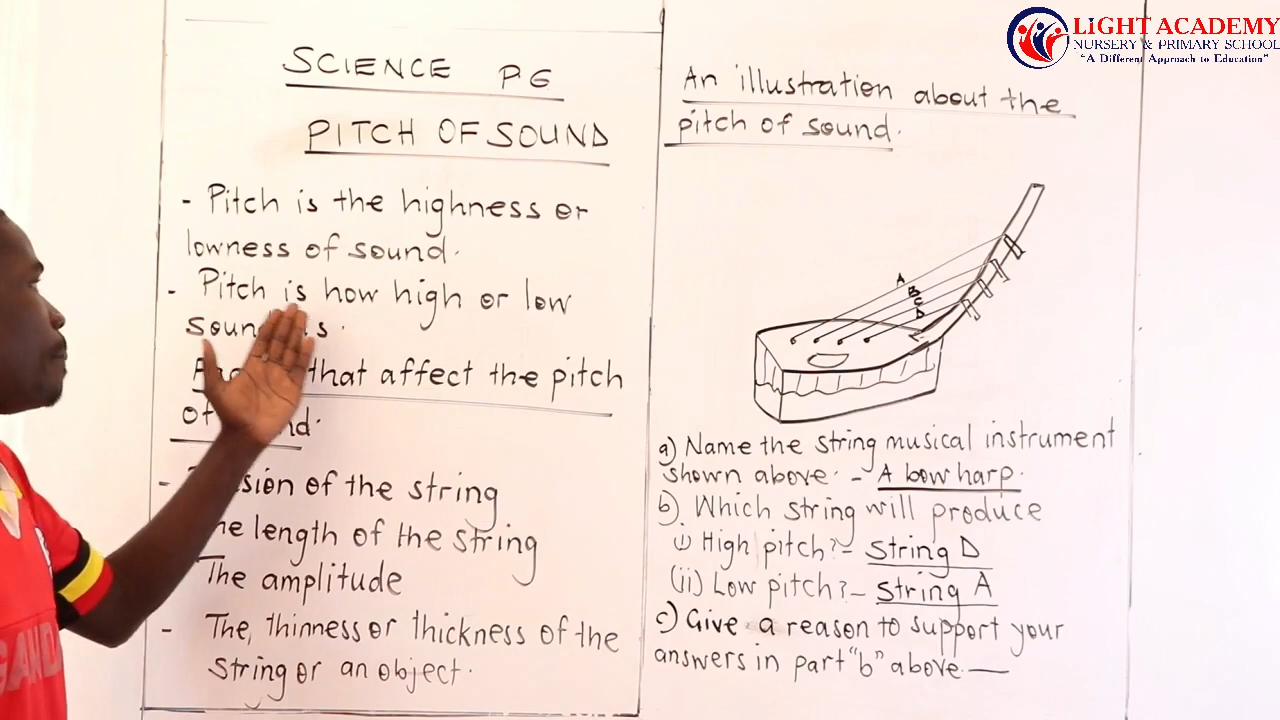 LIGHT ACADEMY
NURSERY & PRIMARY SCHOOL
"A Different Approach to Education"
SCIENCE P6
PITCH OF SOUND
- Pitch is the highness or
lowness of sound.
- Pitch is how high or low
that affect the pitch
of
- of the string
length of the string
The amplitude
- The, thinness or thickness of the
string or an object.
An illustration about the
pitch of sound.
A
B
C
D
a) Name the string musical instrument
shown above. - A bow harp.
b). Which string will produce
(i) High pitch? - String D
(ii) Low pitch? - String A
c) Give a reason to support your
answers in part "b" above. —